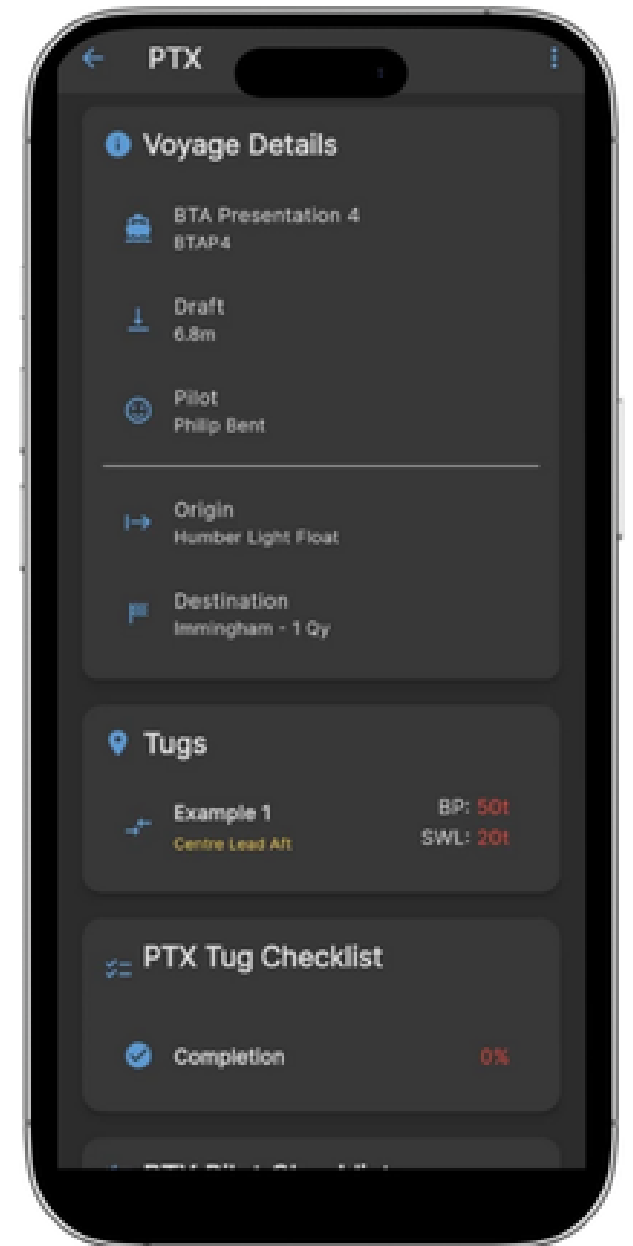 PTX
Voyage Details
BTA Presentation 4
BTAP4
Draft
6.8m
Pilot
Philip Bent
Origin
Humber Light Float
Destination
Immingham - 1 Qy
Tugs
Example 1
Centre Lead Aft
BP: 50t
SWL: 20t
PTX Tug Checklist
Completion
0%